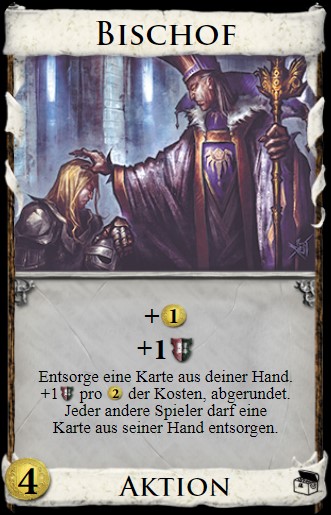 BISCHOF
+ 1
+1
Entsorge eine Karte aus deiner Hand.
+1 pro 2 der Kosten, abgerundet.
Jeder andere Spieler darf eine
Karte aus seiner Hand entsorgen.
4 AKTION